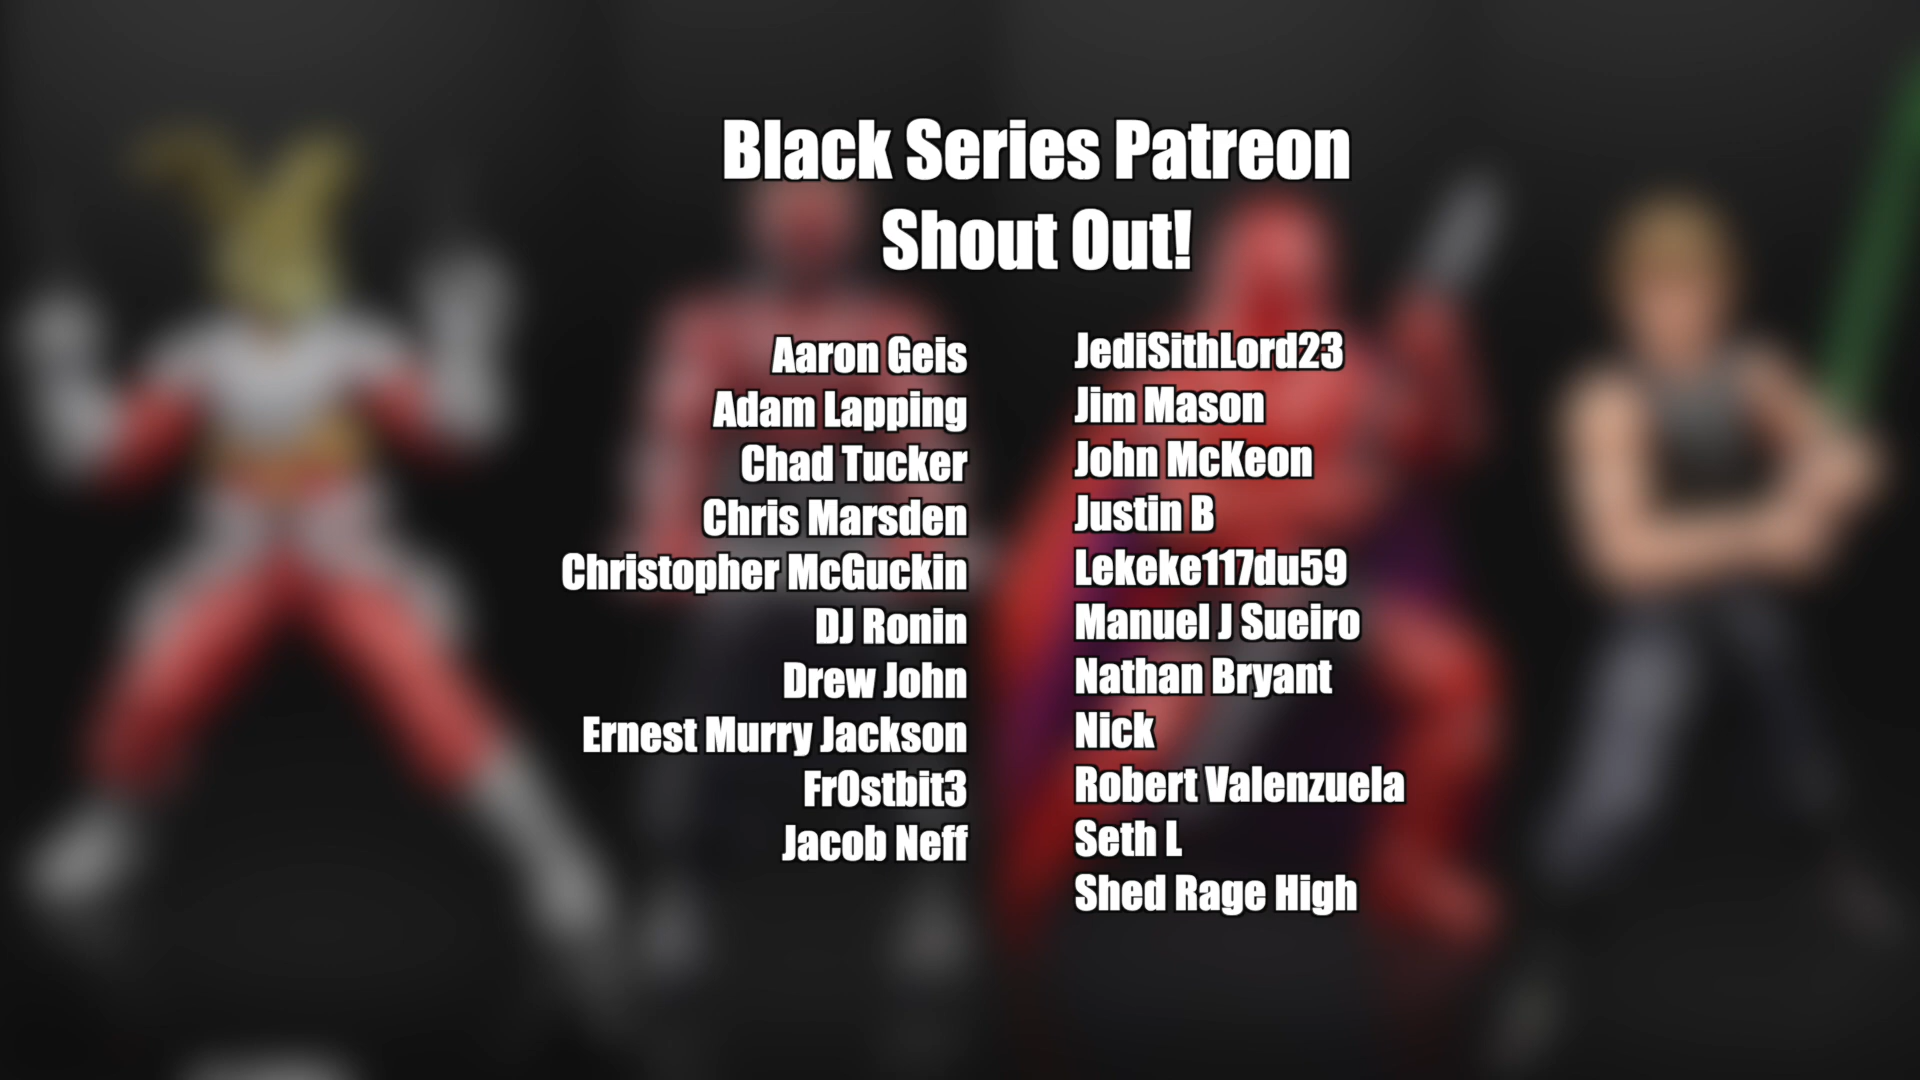 Black Series Patreon
Shout Out!
Aaron Geis
Adam Lapping
Chad Tucker
Chris Marsden
Christopher McGuckin
DJ Ronin
Drew John
Ernest Murry Jackson
Fr0stbit3
Jacob Neff
JediSithLord23
Jim Mason
John McKeon
Justin B
Lekeke117du59
Manuel J Sueiro
Nathan Bryant
Nick
Robert Valenzuela
Seth L
Shed Rage High